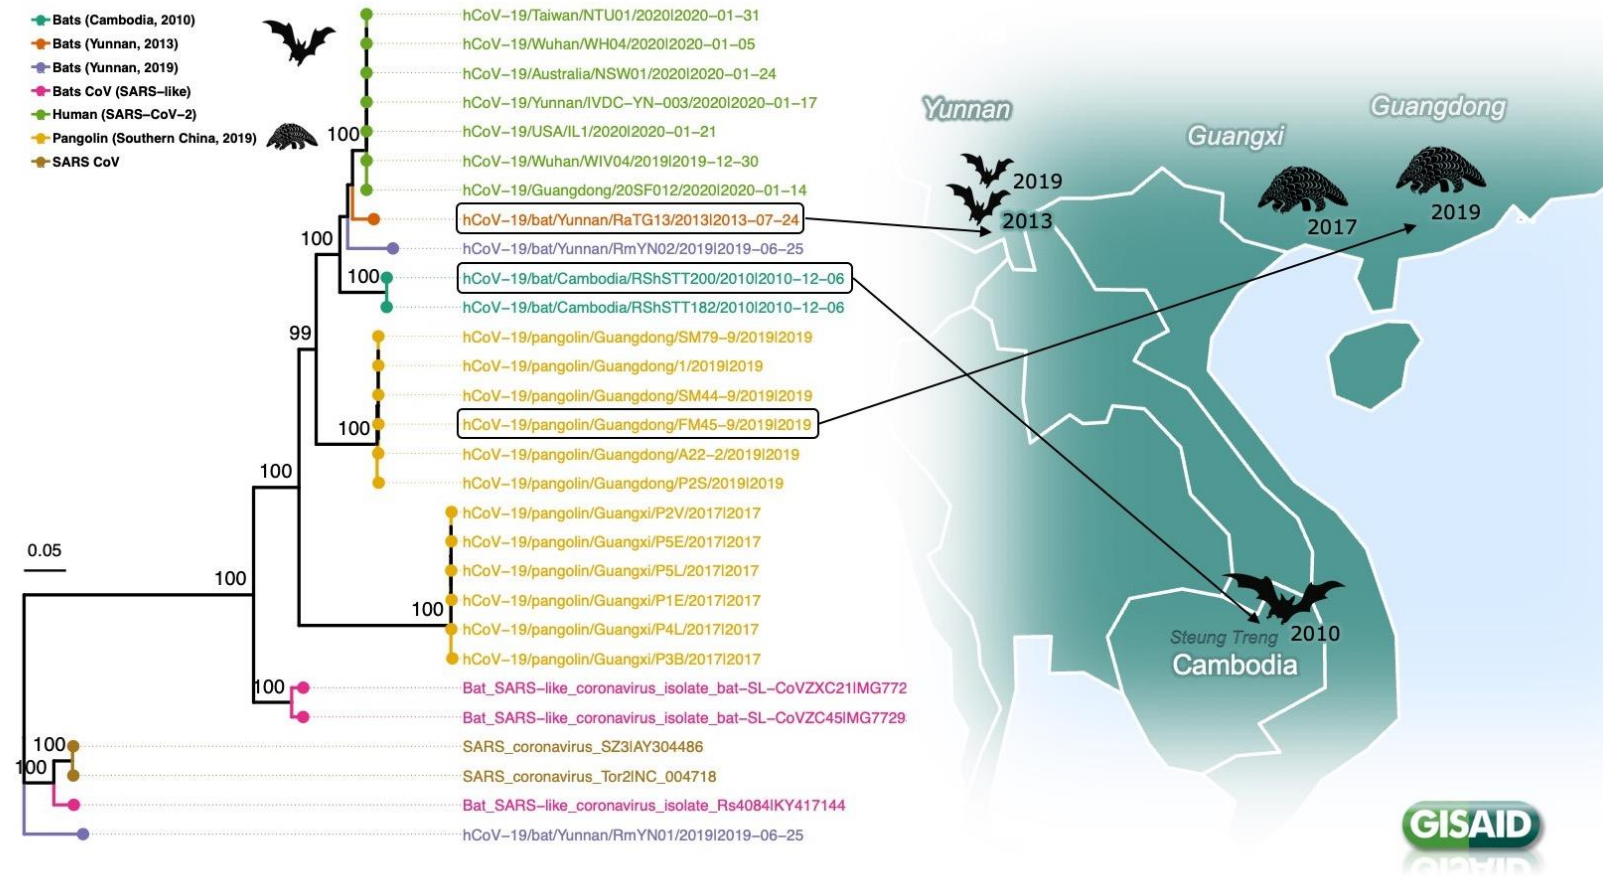 Bats (Cambodia, 2010)
Bats (Yunnan, 2013)
Bats (Yunnan, 2019)
Bats CoV (SARS–like)
Human (SARS–CoV–2)
Pangolin (Southern China, 2019)
SARS CoV
hCoV–19/Taiwan/NTU01/2020|2020–01–31
hCoV–19/Wuhan/WH04/2020|2020–01–05
hCoV–19/Australia/NSW01/2020|2020–01–24
hCoV–19/Yunnan/IVDC–YN–003/2020|2020–01–17
100
hCoV–19/USA/IL1/2020|2020–01–21
hCoV–19/Wuhan/WIV04/2019|2019–12–30
hCoV–19/Guangdong/20SF012/2020|2020–01–14
hCoV–19/bat/Yunnan/RaTG13/2013|2013–07–24
100
hCoV–19/bat/Yunnan/RmYN02/2019|2019–06–25
100
hCoV–19/bat/Cambodia/RShSTT200/2010|2010–12–06
hCoV–19/bat/Cambodia/RShSTT182/2010|2010–12–06
99
hCoV–19/pangolin/Guangdong/SM79–9/2019|2019
hCoV–19/pangolin/Guangdong/1/2019|2019
hCoV–19/pangolin/Guangdong/SM44–9/2019|2019
100
hCoV–19/pangolin/Guangdong/FM45–9/2019|2019
hCoV–19/pangolin/Guangdong/A22–2/2019|2019
100
hCoV–19/pangolin/Guangdong/P2S/2019|2019
hCoV–19/pangolin/Guangxi/P2V/2017|2017
hCoV–19/pangolin/Guangxi/P5E/2017|2017
0.05
hCoV–19/pangolin/Guangxi/P5L/2017|2017
100
100
hCoV–19/pangolin/Guangxi/P1E/2017|2017
hCoV–19/pangolin/Guangxi/P4L/2017|2017
hCoV–19/pangolin/Guangxi/P3B/2017|2017
100
Bat_SARS–like_coronavirus_isolate_bat–SL–CoVZXC21|MG772
Bat_SARS–like_coronavirus_isolate_bat–SL–CoVZC45|MG7729
100
SARS_coronavirus_SZ3|AY304486
100
SARS_coronavirus_Tor2|NC_004718
Bat_SARS–like_coronavirus_isolate_Rs4084|KY417144
hCoV–19/bat/Yunnan/RmYN01/2019|2019–06–25
Yunnan
Guangxi
Guangdong
2019
2013
2017
2019
Steung Treng
2010
Cambodia
GISAID